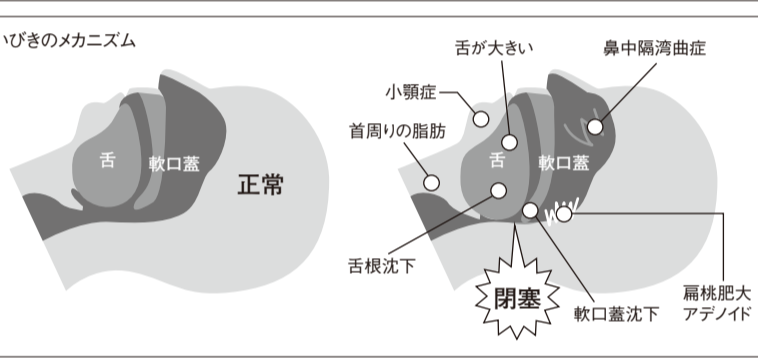 いびきのメカニズム
舌
軟口蓋
正常
舌が大きい
鼻中隔湾曲症
小顎症
首周りの脂肪
舌
軟口蓋
舌根沈下
閉塞
軟口蓋沈下
扁桃肥大
アデノイド